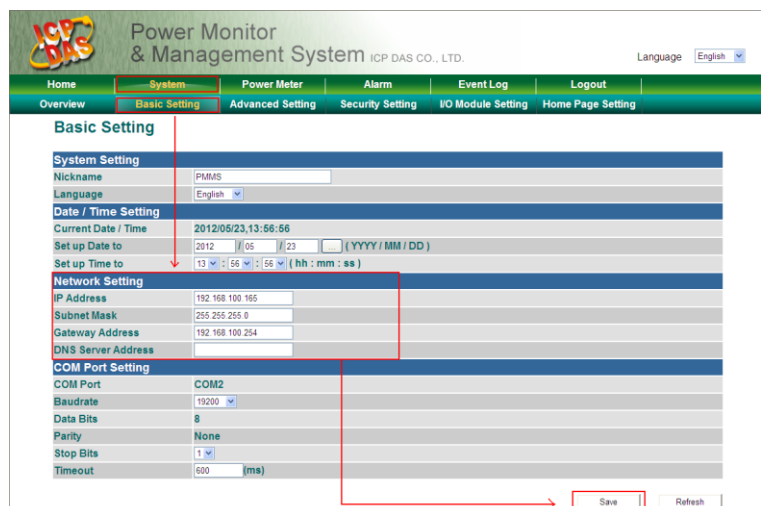 ICP DAS
Power Monitor
& Management System ICP DAS CO., LTD.
Language English
Home System Power Meter Alarm Event Log Logout
Overview Basic Setting Advanced Setting Security Setting I/O Module Setting Home Page Setting
Basic Setting
System Setting
Nickname PMMS
Language English
Date / Time Setting
Current Date / Time 2012/05/23,13:56:56
Set up Date to 2012 / 05 / 23 ... ( YYYY / MM / DD )
Set up Time to 13 : 56 : 56 ( hh : mm : ss )
Network Setting
IP Address 192.168.100.165
Subnet Mask 255.255.255.0
Gateway Address 192.168.100.254
DNS Server Address
COM Port Setting
COM Port COM2
Baudrate 19200
Data Bits 8
Parity None
Stop Bits 1
Timeout 600 (ms)
Save Refresh